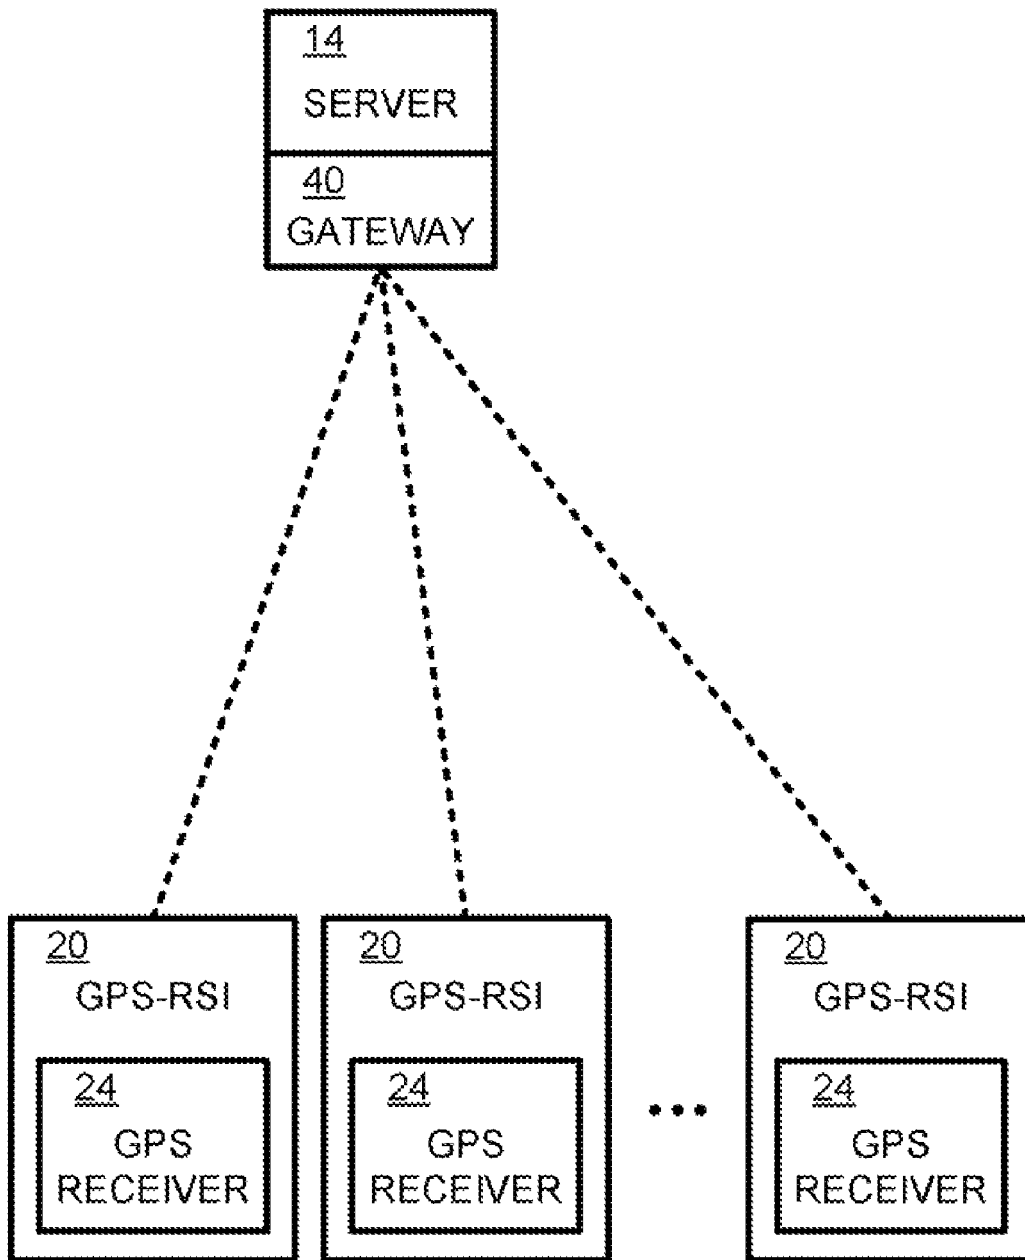 14
SERVER
40
GATEWAY
20
GPS-RSI
24
GPS
RECEIVER
20
GPS-RSI
24
GPS
RECEIVER
20
GPS-RSI
24
GPS
RECEIVER